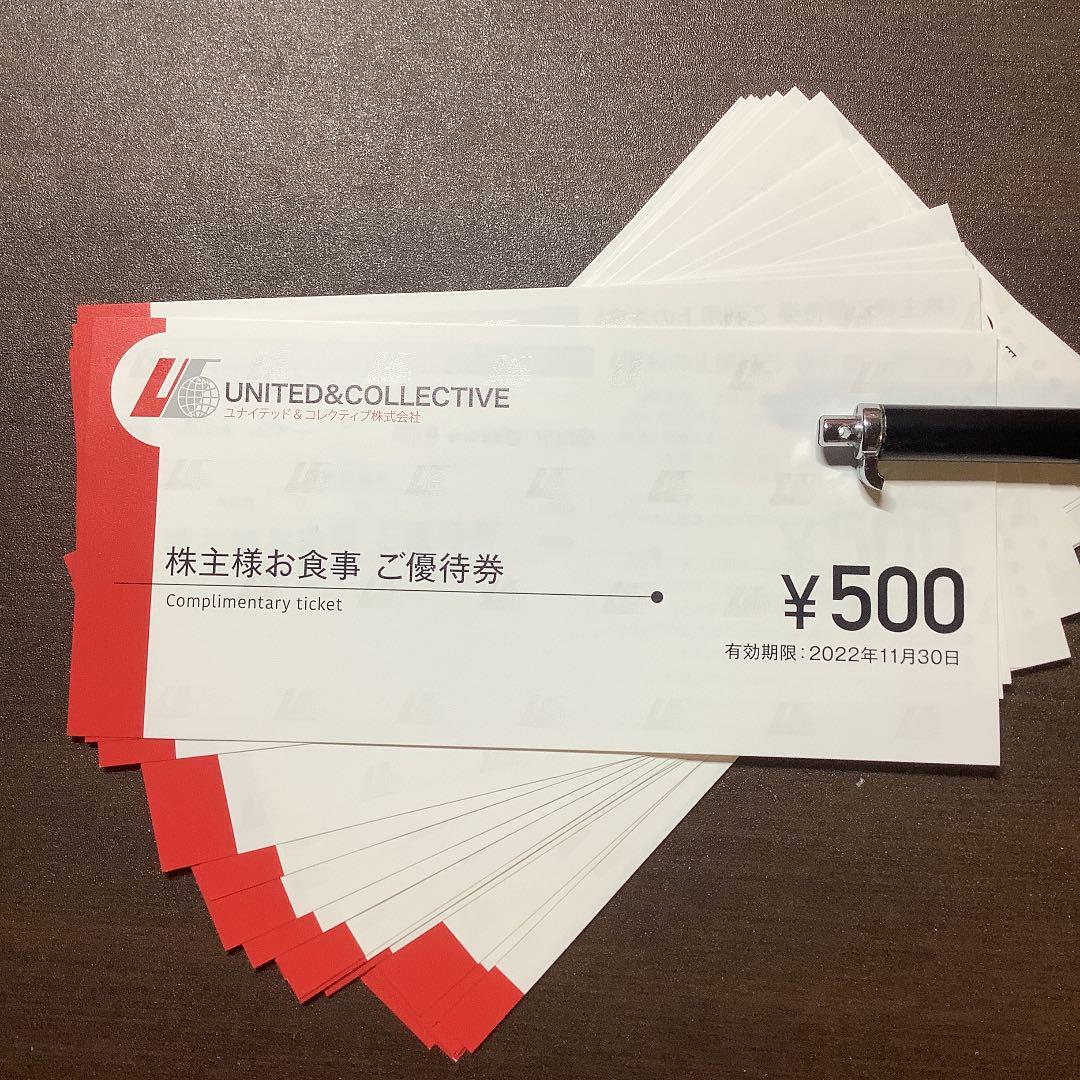 UNITED&COLLECTIVE
ユナイテッド&コレクティブ株式会社
株主様お食事 ご優待券
Complimentary ticket
¥500
有効期限:2022年11月30日